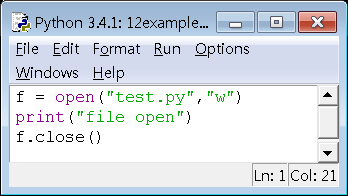 Python 3.4.1: 12example...
File Edit Format Run Options
Windows Help
f = open("test.py","w")
print("file open")
f.close()
Ln: 1 Col: 21